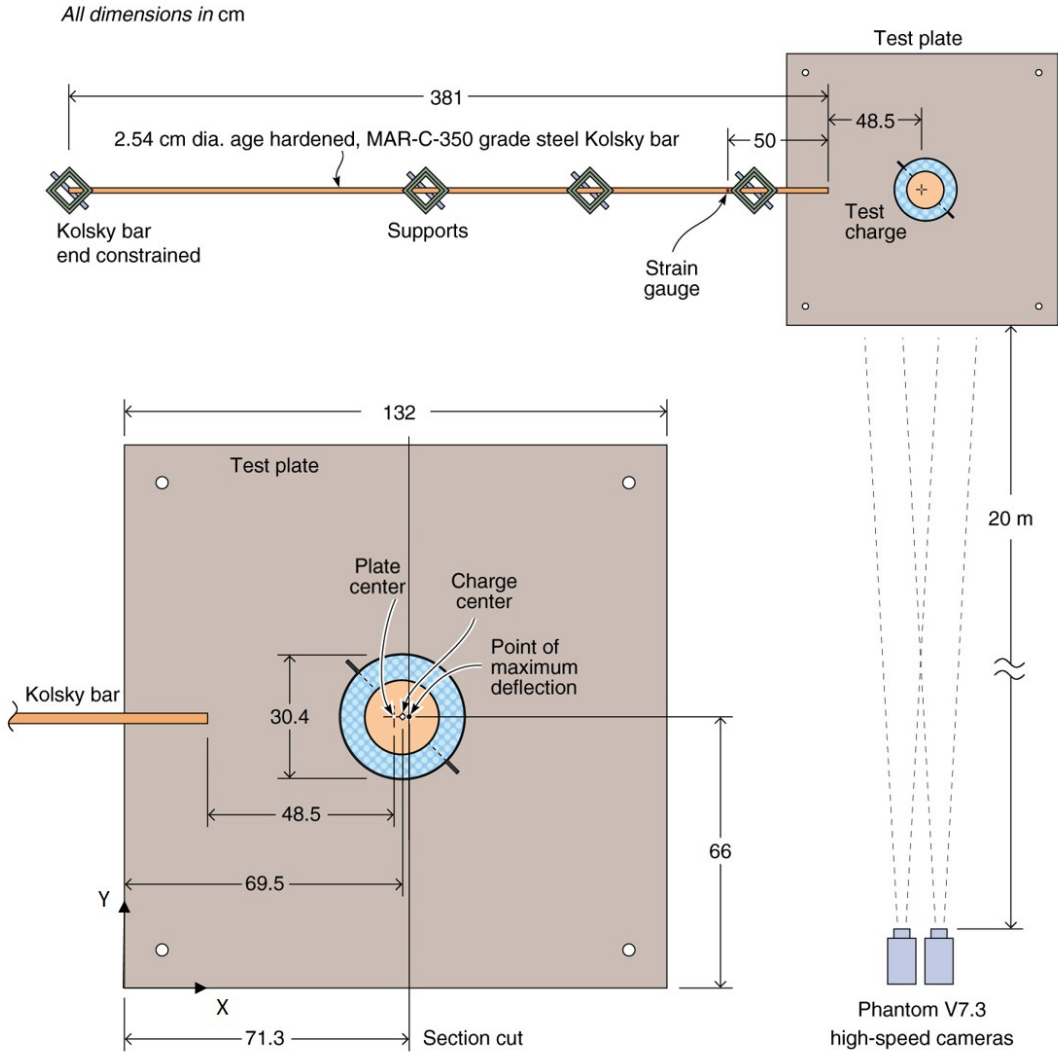 All dimensions in cm
Test plate
381
48.5
2.54 cm dia. age hardened, MAR-C-350 grade steel Kolsky bar
50
Kolsky bar
end constrained
Supports
Strain
gauge
Test
charge
132
Test plate
20 m
Plate
center
Charge
center
Point of
maximum
deflection
Kolsky bar
30.4
48.5
66
69.5
Y
X
71.3
Section cut
Phantom V7.3
high-speed cameras